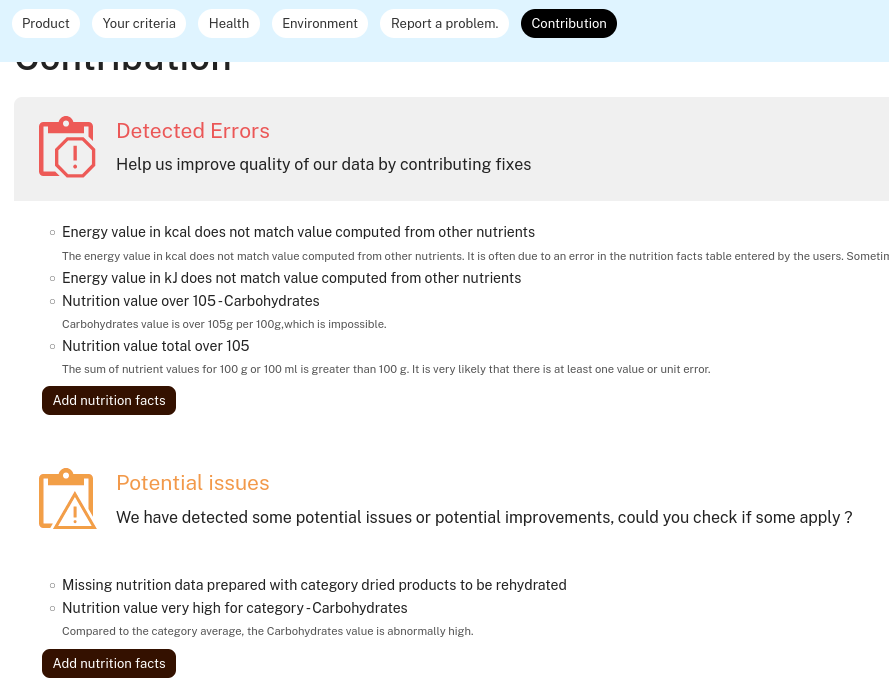 Product
Your criteria
Health
Environment
Report a problem.
Contribution
Contribution
Detected Errors
Help us improve quality of our data by contributing fixes
Energy value in kcal does not match value computed from other nutrients
The energy value in kcal does not match value computed from other nutrients. It is often due to an error in the nutrition facts table entered by the users. Sometim
Energy value in kJ does not match value computed from other nutrients
Nutrition value over 105 - Carbohydrates
Carbohydrates value is over 105g per 100g,which is impossible.
Nutrition value total over 105
The sum of nutrient values for 100 g or 100 ml is greater than 100 g. It is very likely that there is at least one value or unit error.
Add nutrition facts
Potential issues
We have detected some potential issues or potential improvements, could you check if some apply ?
Missing nutrition data prepared with category dried products to be rehydrated
Nutrition value very high for category - Carbohydrates
Compared to the category average, the Carbohydrates value is abnormally high.
Add nutrition facts